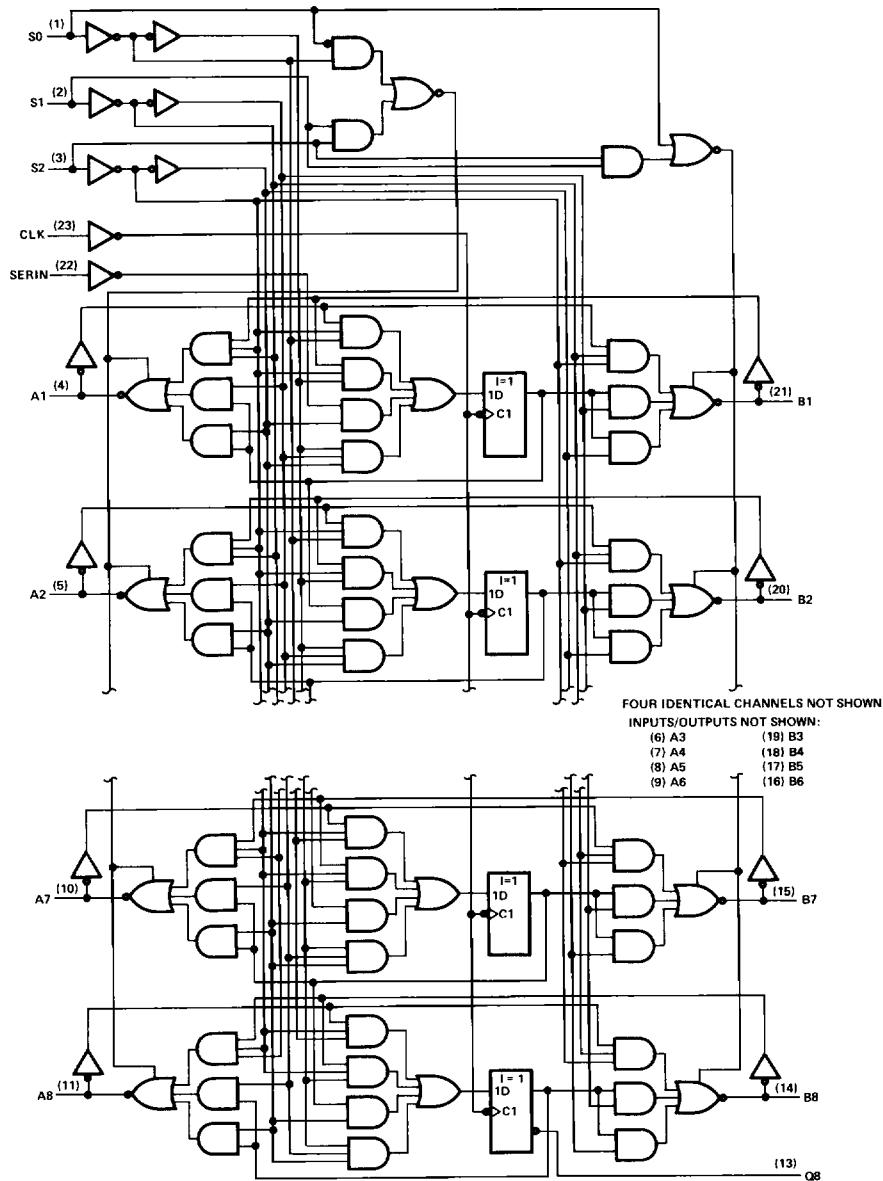 S0 (1)
S1 (2)
S2 (3)
CLK (23)
SERIN (22)
A1 (4)
I=1
1D
C1
(21) B1
A2 (5)
I=1
1D
C1
(20) B2
FOUR IDENTICAL CHANNELS NOT SHOWN
INPUTS/OUTPUTS NOT SHOWN:
(6) A3 (19) B3
(7) A4 (18) B4
(8) A5 (17) B5
(9) A6 (16) B6
A7 (10)
I=1
1D
C1
(15) B7
A8 (11)
I = 1
1D
C1
(14) B8
(13) Q8